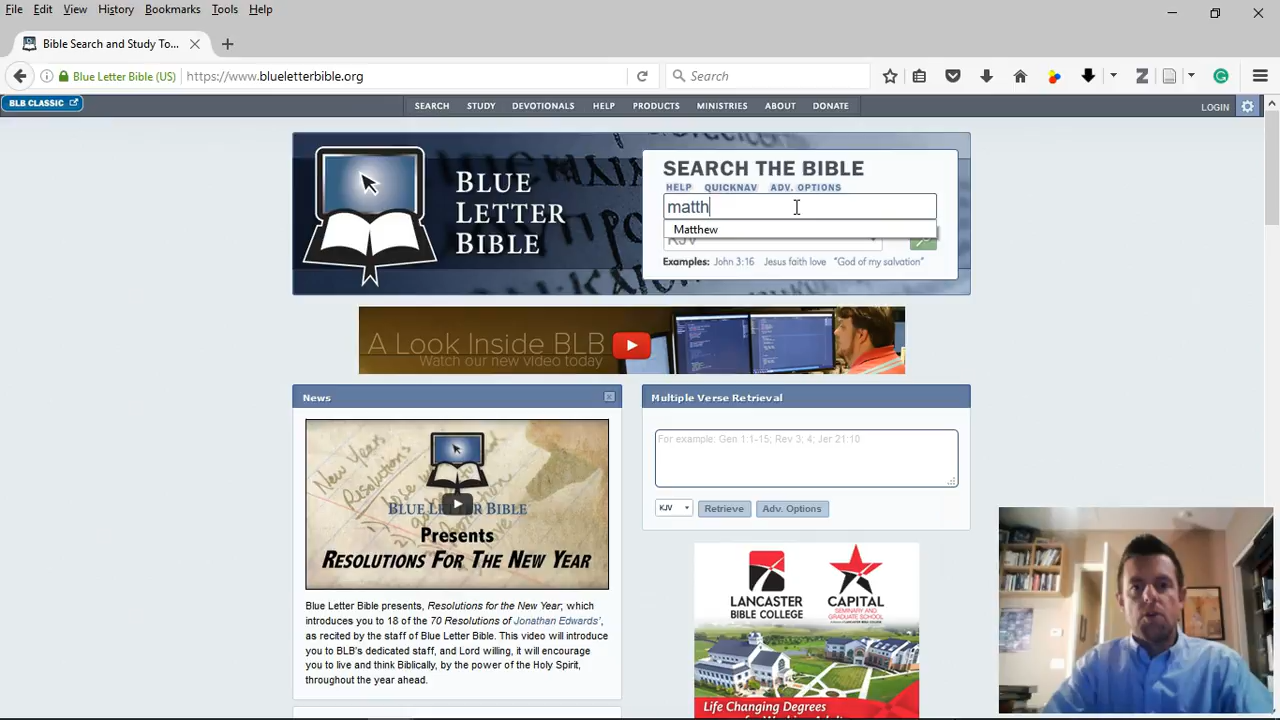 File Edit View History Bookmarks Tools Help
Bible Search and Study To...
Blue Letter Bible (US) https://www.blueletterbible.org Search
BLB CLASSIC SEARCH STUDY DEVOTIONALS HELP PRODUCTS MINISTRIES ABOUT DONATE LOGIN
BLUE
LETTER
BIBLE
SEARCH THE BIBLE
HELP QUICKNAV ADV. OPTIONS
matth
Matthew
KJV
Examples: John 3:16 Jesus faith love "God of my salvation"
A Look Inside BLB
Watch our new video today
News
New Year's
Resolutions
BLUE LETTER BIBLE
Presents
RESOLUTIONS FOR THE NEW YEAR
Blue Letter Bible presents, Resolutions for the New Year, which
introduces you to 18 of the 70 Resolutions of Jonathan Edwards',
as recited by the staff of Blue Letter Bible. This video will introduce
you to BLB's dedicated staff, and Lord willing, it will encourage
you to live and think Biblically, by the power of the Holy Spirit,
throughout the year ahead.
Multiple Verse Retrieval
For example: Gen 1:1-15; Rev 3, 4; Jer 21:10
KJV Retrieve Adv. Options
LANCASTER
BIBLE COLLEGE
CAPITAL
SEMINARY AND
GRADUATE SCHOOL
Life Changing Degrees